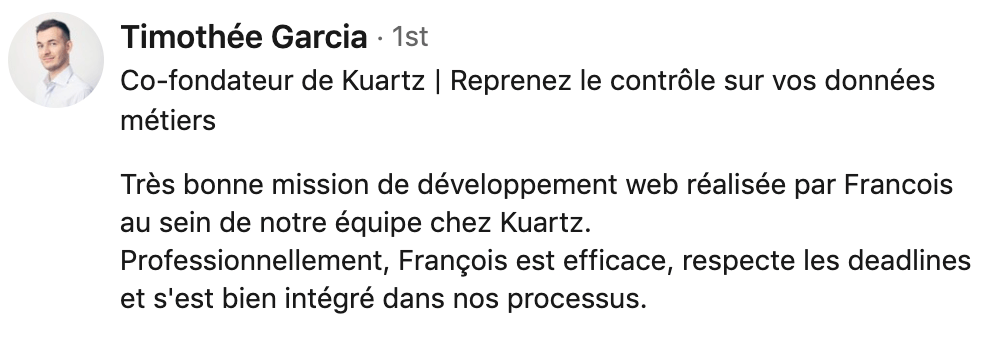 Timothée Garcia · 1st
Co-fondateur de Kuartz | Reprenez le contrôle sur vos données
métiers
Très bonne mission de développement web réalisée par Francois
au sein de notre équipe chez Kuartz.
Professionnellement, François est efficace, respecte les deadlines
et s'est bien intégré dans nos processus.